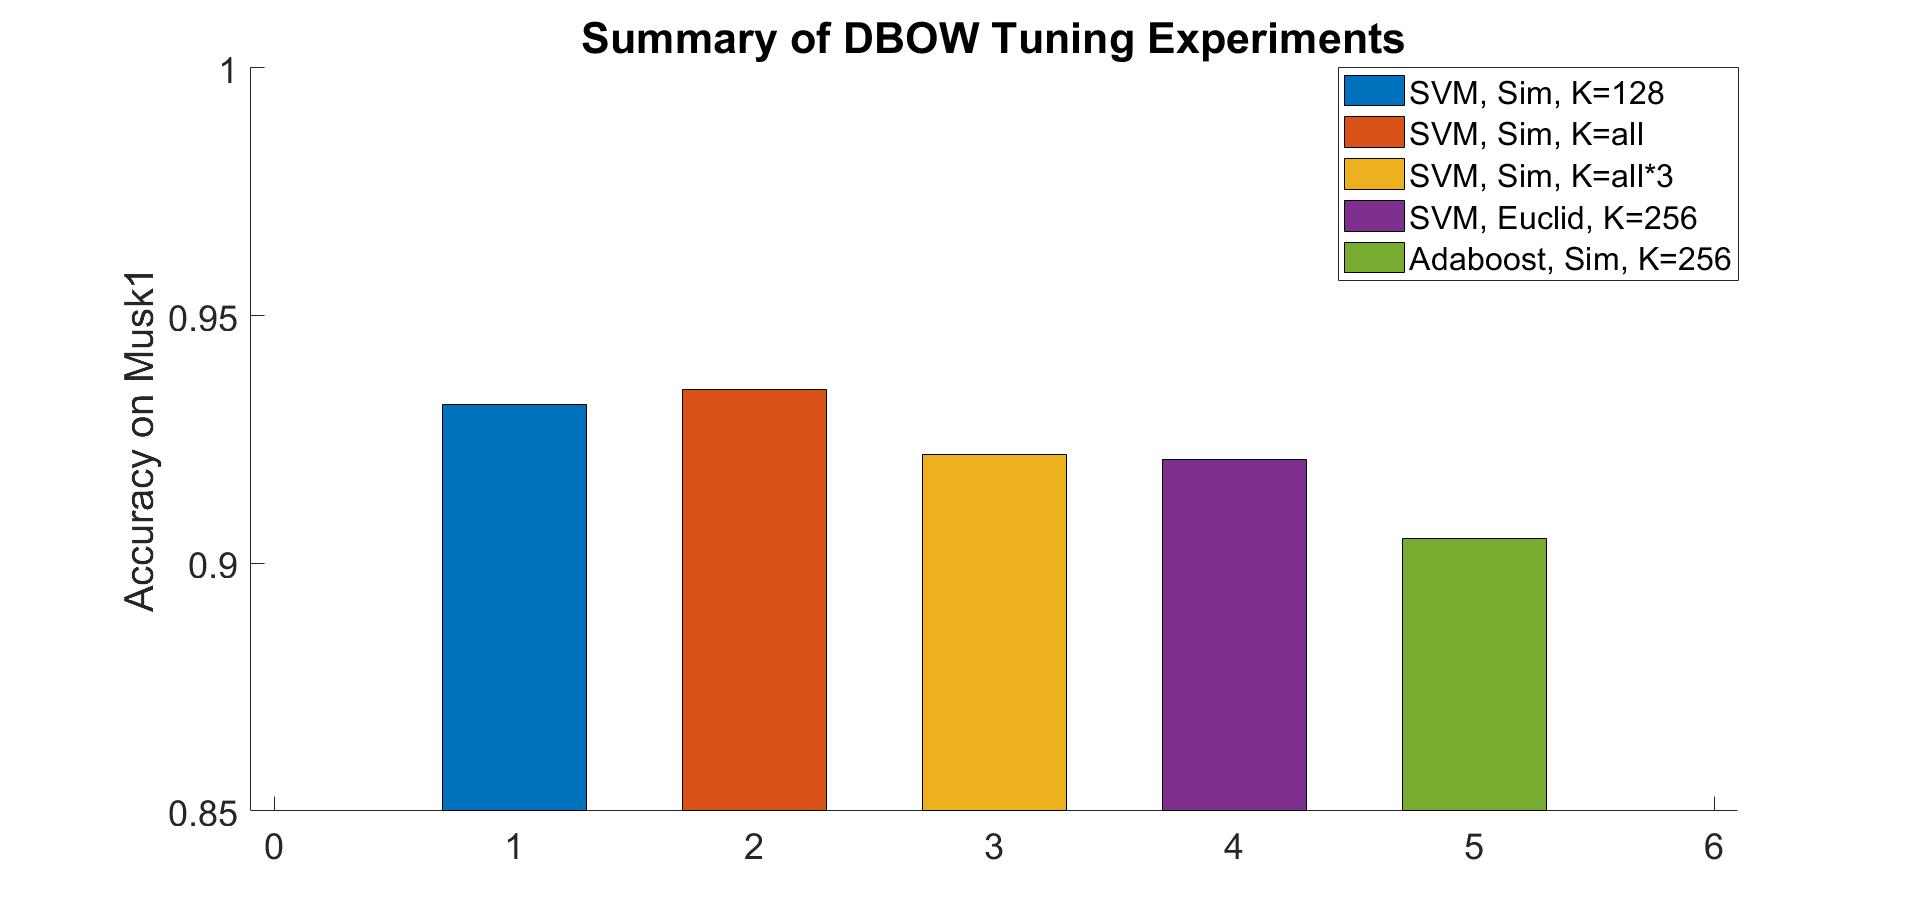 Summary of DBOW Tuning Experiments
1
0.95
0.9
0.85
Accuracy on Musk1
SVM, Sim, K=128
SVM, Sim, K=all
SVM, Sim, K=all*3
SVM, Euclid, K=256
Adaboost, Sim, K=256
0 1 2 3 4 5 6